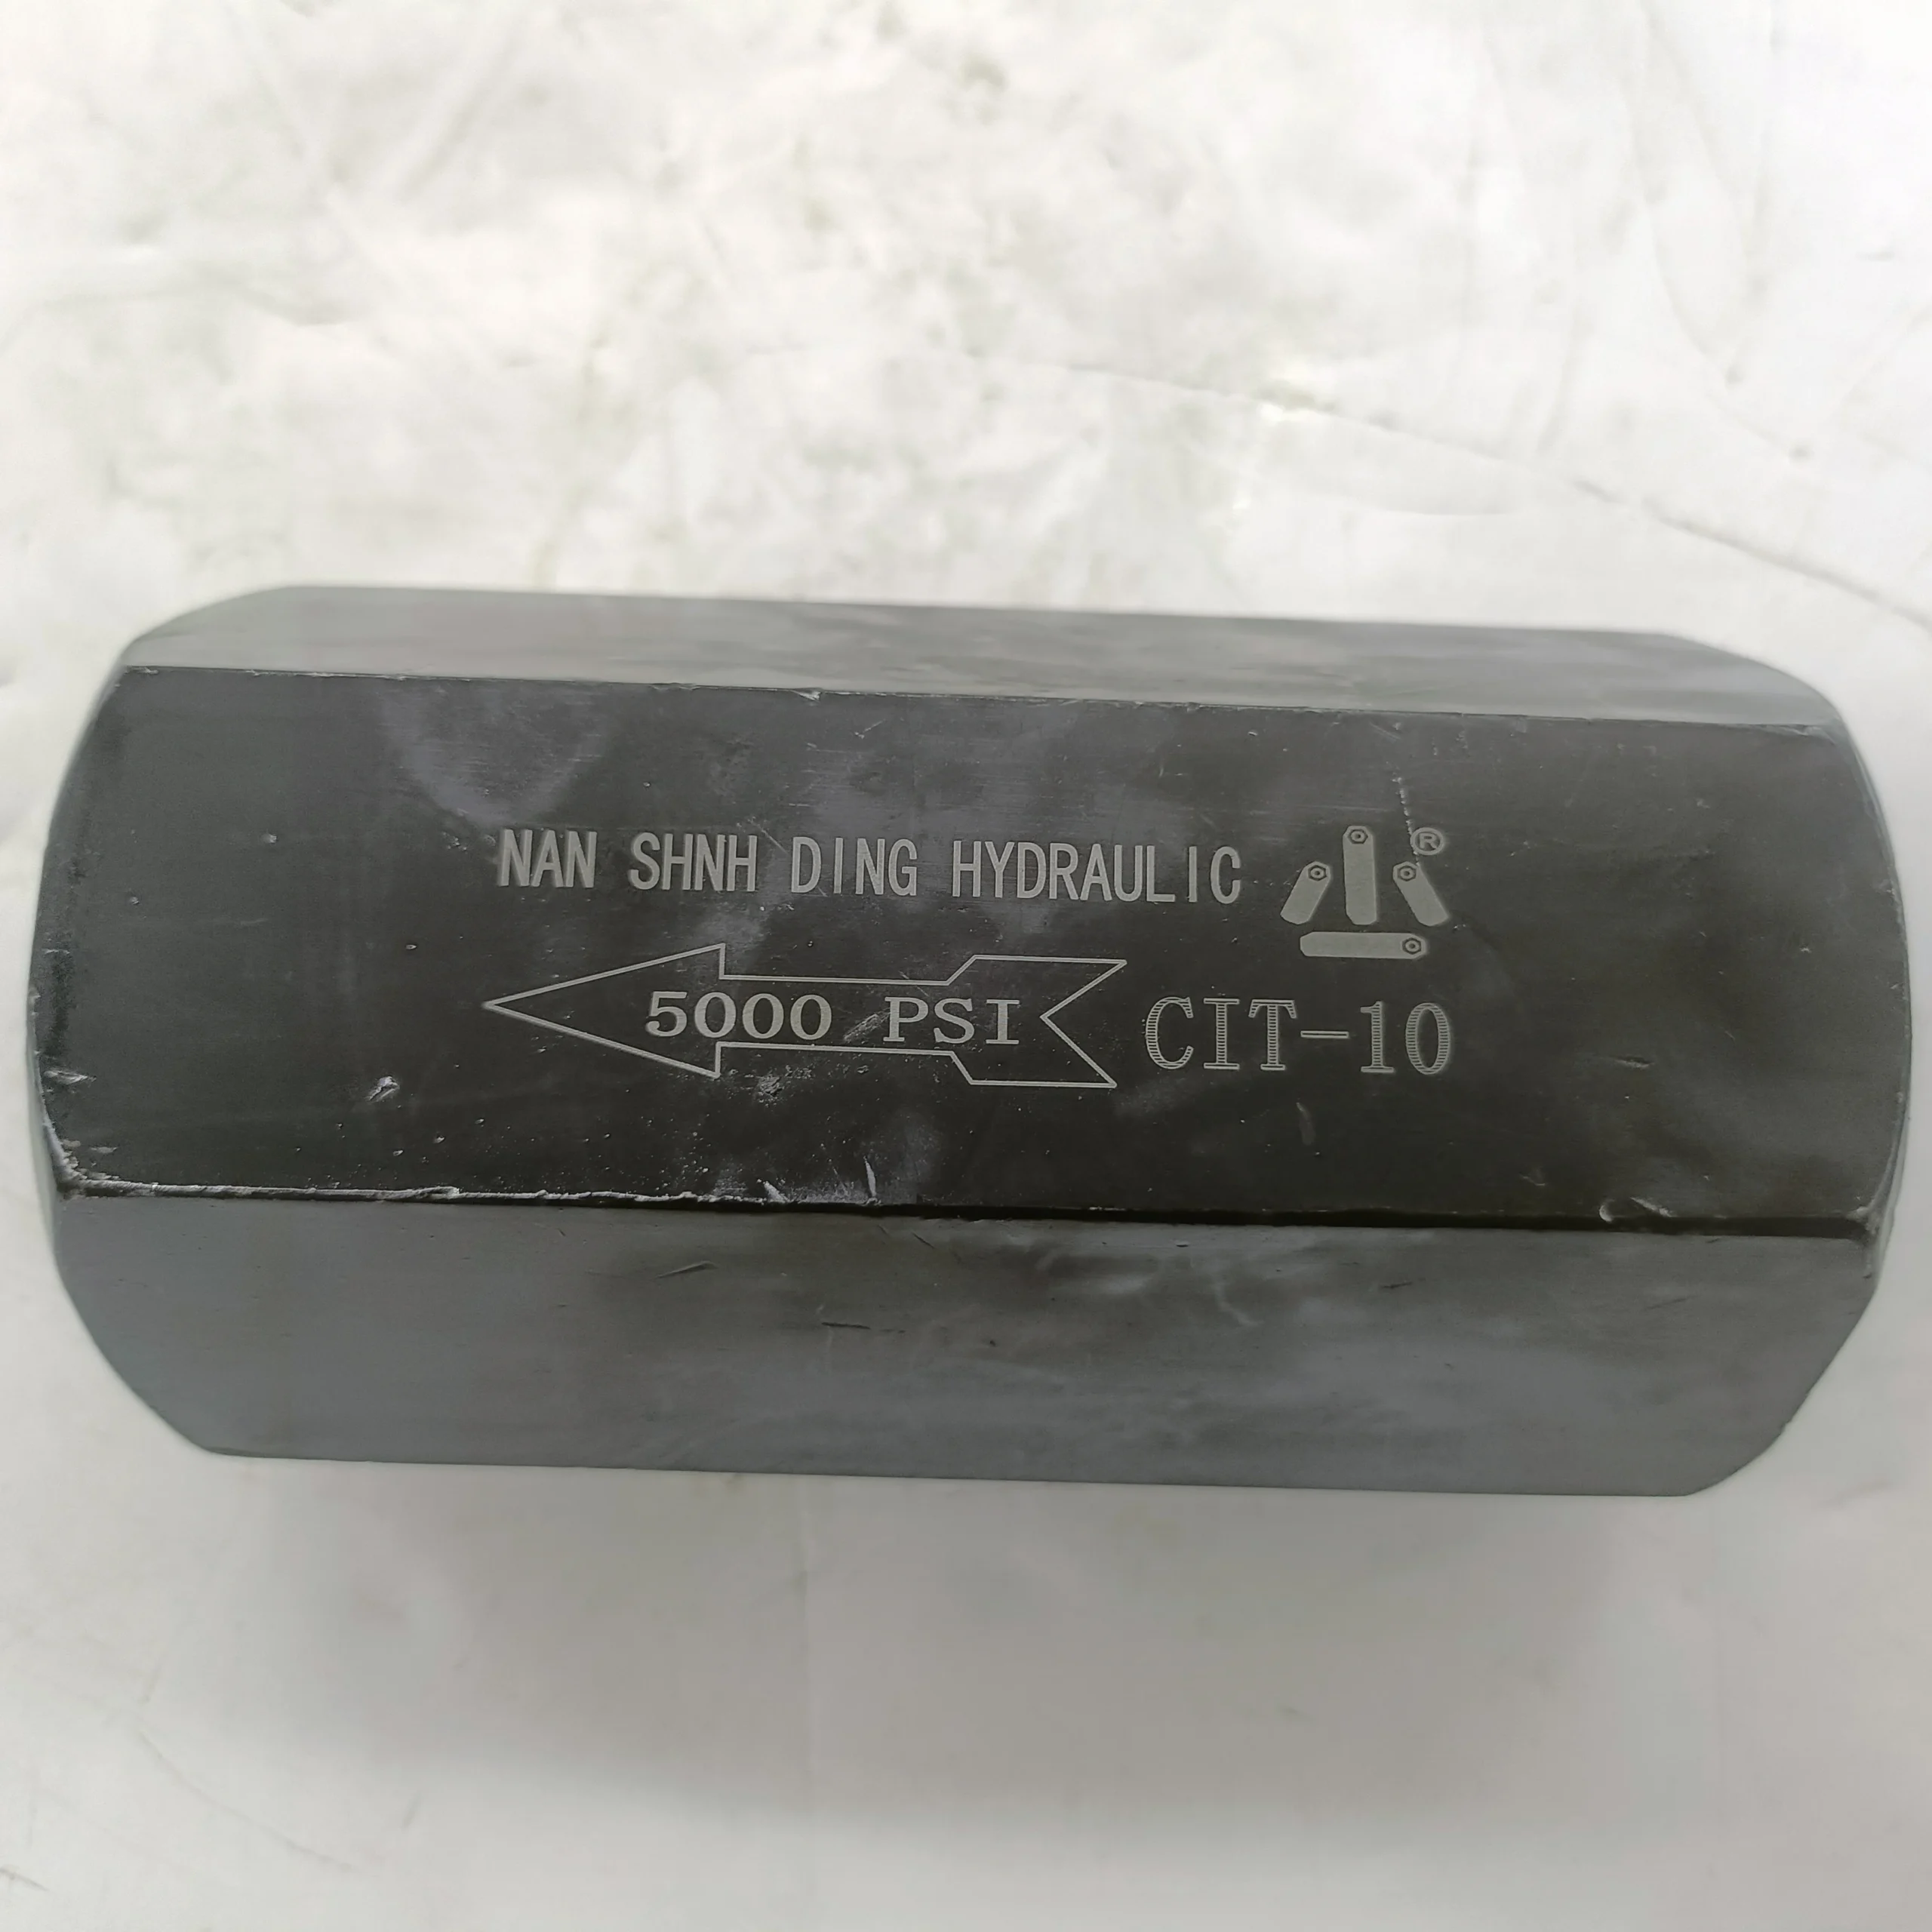 NAN SHNH DING HYDRAULIC ®
5000 PSI CIT-10